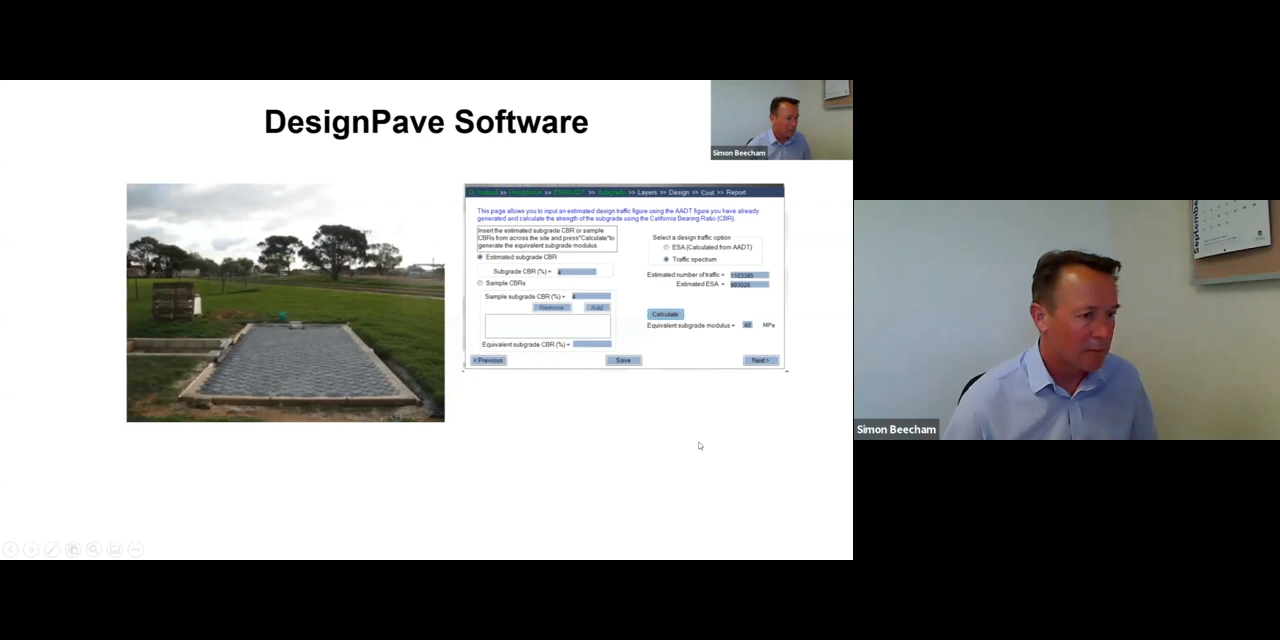 DesignPave Software
Simon Beecham
>> >> >> >> Layers >> Design >> Cost >> Report
This page allows you to input an estimated design traffic figure using the AADT figure you have already
generated and calculate the strength of the subgrade using the California Bearing Ratio (CBR).
Insert the estimated subgrade CBR or sample
CBRs from across the site and press"Calculate"to
generate the equivalent subgrade modulus.
Estimated subgrade CBR
Subgrade CBR (%) = 4
Sample CBRs
Sample subgrade CBR (%) = 4
Remove Add
Equivalent subgrade CBR (%) =
Select a design traffic option
ESA (Calculated from AADT)
Traffic spectrum
Estimated number of traffic =
Estimated ESA =
Calculate
Equivalent subgrade modulus = 40 MPa
< Previous
Save
Next >
September
Simon Beecham